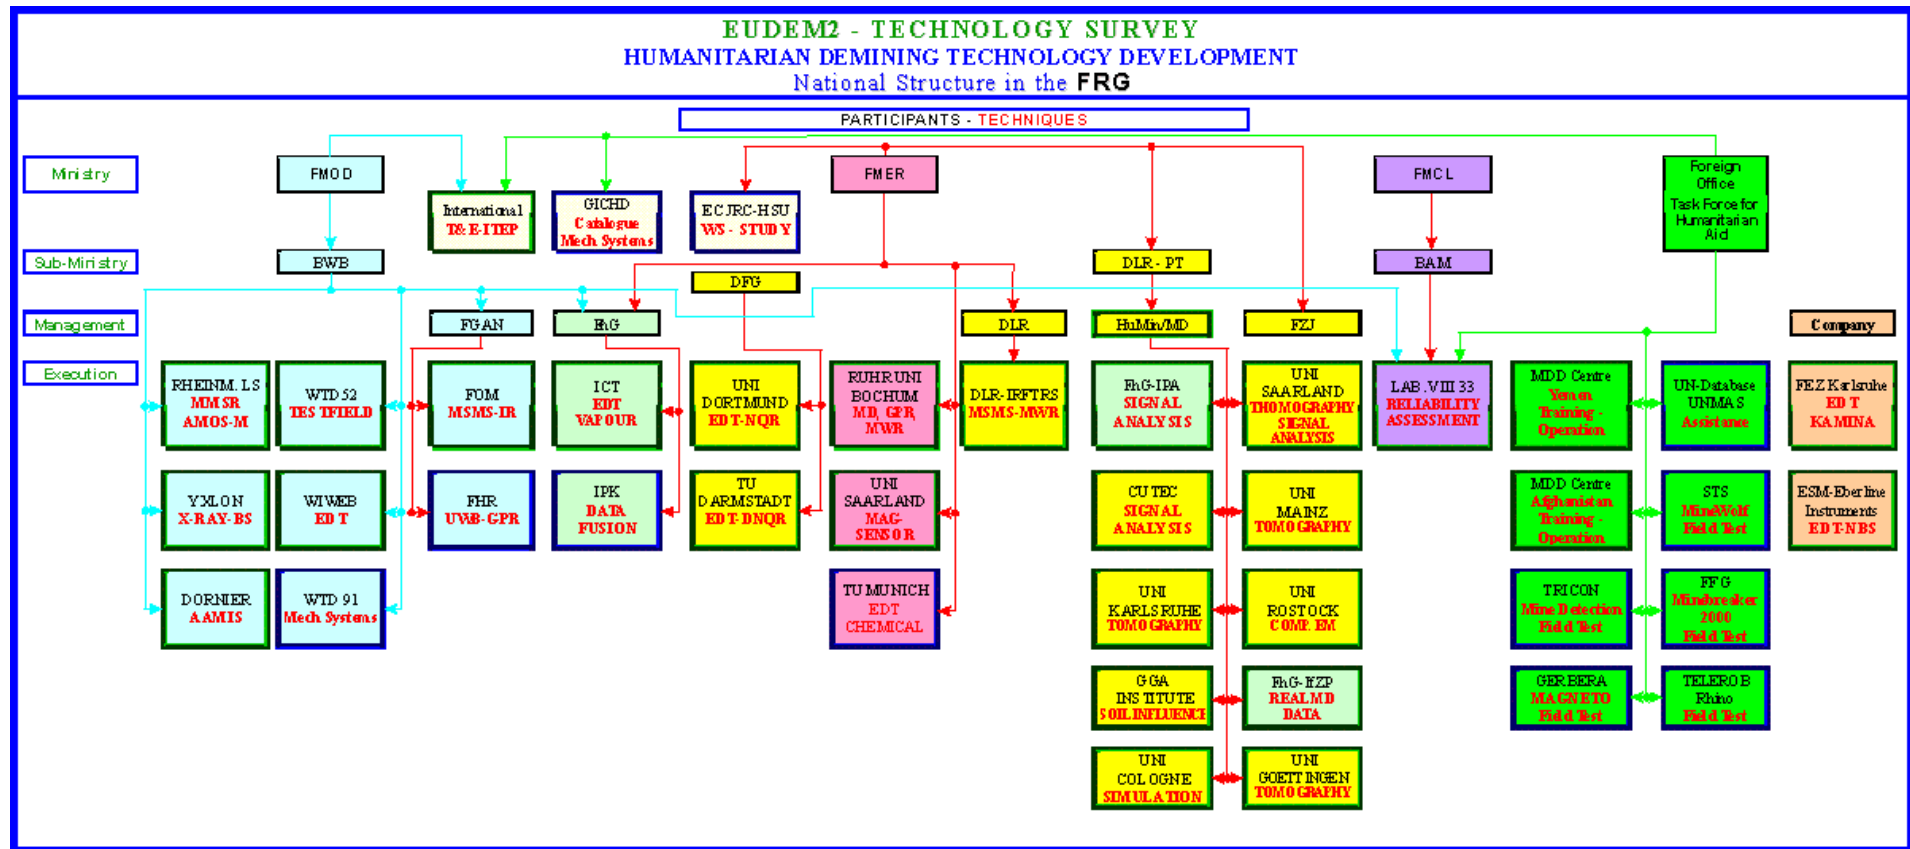 EUDEM2 - TECHNOLOGY SURVEY
HUMANITARIAN DEMINING TECHNOLOGY DEVELOPMENT
National Structure in the FRG
PARTICIPANTS - TECHNIQUES
Ministry
FMOD
International
T&E-ITEP
GICHD
Catalogue
Mech Systems
ECJRC-HSU
WS - STUDY
FMER
FMCL
Foreign
Office
Task Force for
Humanitarian
Aid
Sub-Ministry
BWB
DFG
DLR - PT
BAM
Management
FGAN
FhG
DLR
HuMin/MD
FZJ
Company
Execution
RHEINM. LS
MMSR
AMOS-M
WTD 52
TESTFIELD
FOM
MSMS-IR
ICT
EDT
VAPOUR
UNI
DORTMUND
EDT-NQR
RUHR UNI
BOCHUM
MD, GPR,
MWR
DLR-IRFTRS
MSMS-MWR
FhG-IPA
SIGNAL
ANALYSIS
UNI
SAARLAND
THOMOGRAPHY
SIGNAL
ANALYSIS
LAB. VIII 33
RELIABILITY
ASSESSMENT
MDD Centre
Yemen
Training -
Operation
UN-Database
UNMAS
Assistance
FEZ Karlsruhe
EDT
KAMINA
YXLON
X-RAY-BS
WIWEB
EDT
FHR
UWB-GPR
IPK
DATA
FUSION
TU
DARMSTADT
EDT-DNQR
UNI
SAARLAND
MAG-
SENSOR
CUTEC
SIGNAL
ANALYSIS
UNI
MAINZ
TOMOGRAPHY
MDD Centre
Afghanistan
Training -
Operation
STS
MineWolf
Field Test
ESM-Eberline
Instruments
EDT-NBS
DORNIER
AAMIS
WTD 91
Mech Systems
TU MUNICH
EDT
CHEMICAL
UNI
KARLSRUHE
TOMOGRAPHY
UNI
ROSTOCK
COMP. EM
TRICON
Mine Detection
Field Test
FFG
Minebreaker
2000
Field Test
GGA
INSTITUTE
SOIL INFLUENCE
FhG-IfZP
REAL MD
DATA
GERBERA
MAGNETO
Field Test
TELEROB
Rhino
Field Test
UNI
COLOGNE
SIMULATION
UNI
GOETTINGEN
TOMOGRAPHY